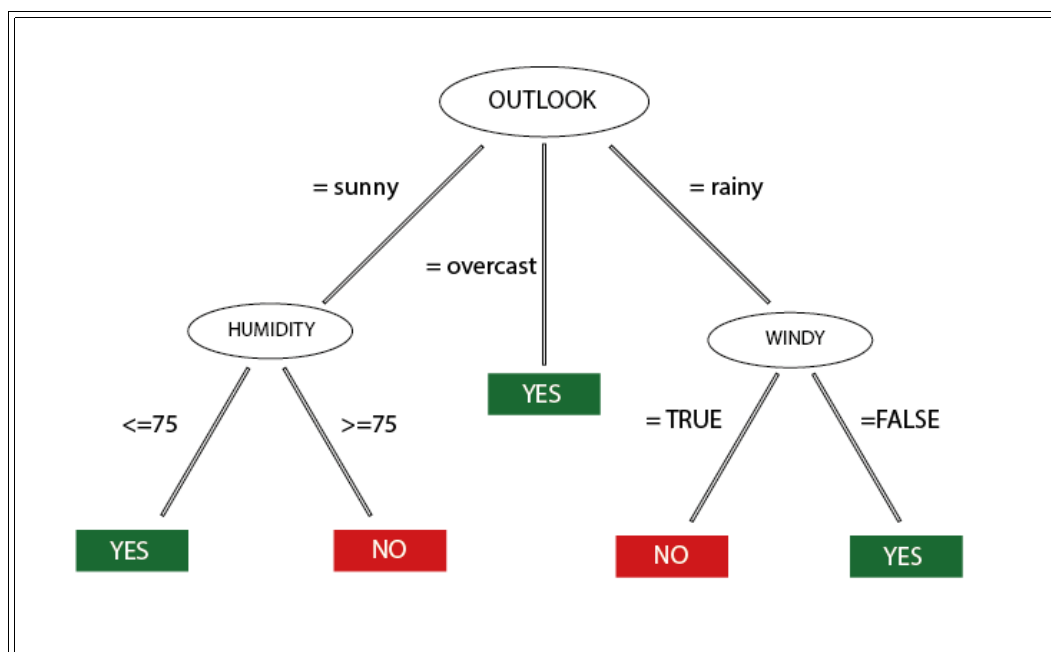 OUTLOOK
= sunny
= rainy
= overcast
HUMIDITY
WINDY
YES
<=75
>=75
= TRUE
=FALSE
YES
NO
NO
YES